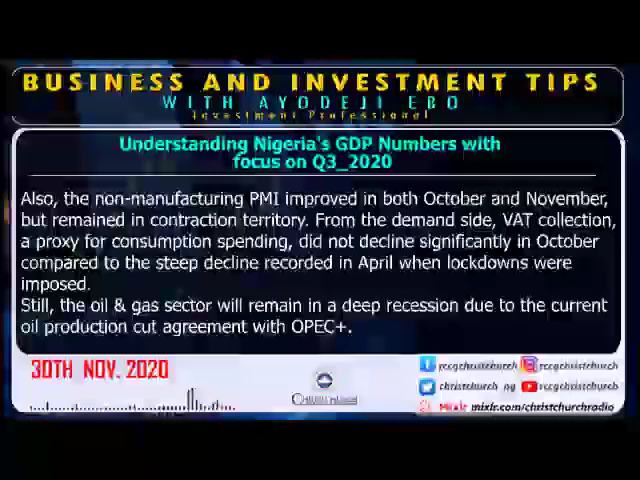 BUSINESS AND INVESTMENT TIPS
WITH AYODEJI EBO
Investment Professional
Understanding Nigeria's GDP Numbers with
focus on Q3_2020
Also, the non-manufacturing PMI improved in both October and November,
but remained in contraction territory. From the demand side, VAT collection,
a proxy for consumption spending, did not decline significantly in October
compared to the steep decline recorded in April when lockdowns were
imposed.
Still, the oil & gas sector will remain in a deep recession due to the current
oil production cut agreement with OPEC+.
30TH NOV. 2020
rccgchristchurch rccgchristchurch
christchurch_ng rccgchristchurch
Mixlr mixlr.com/christchurchradio